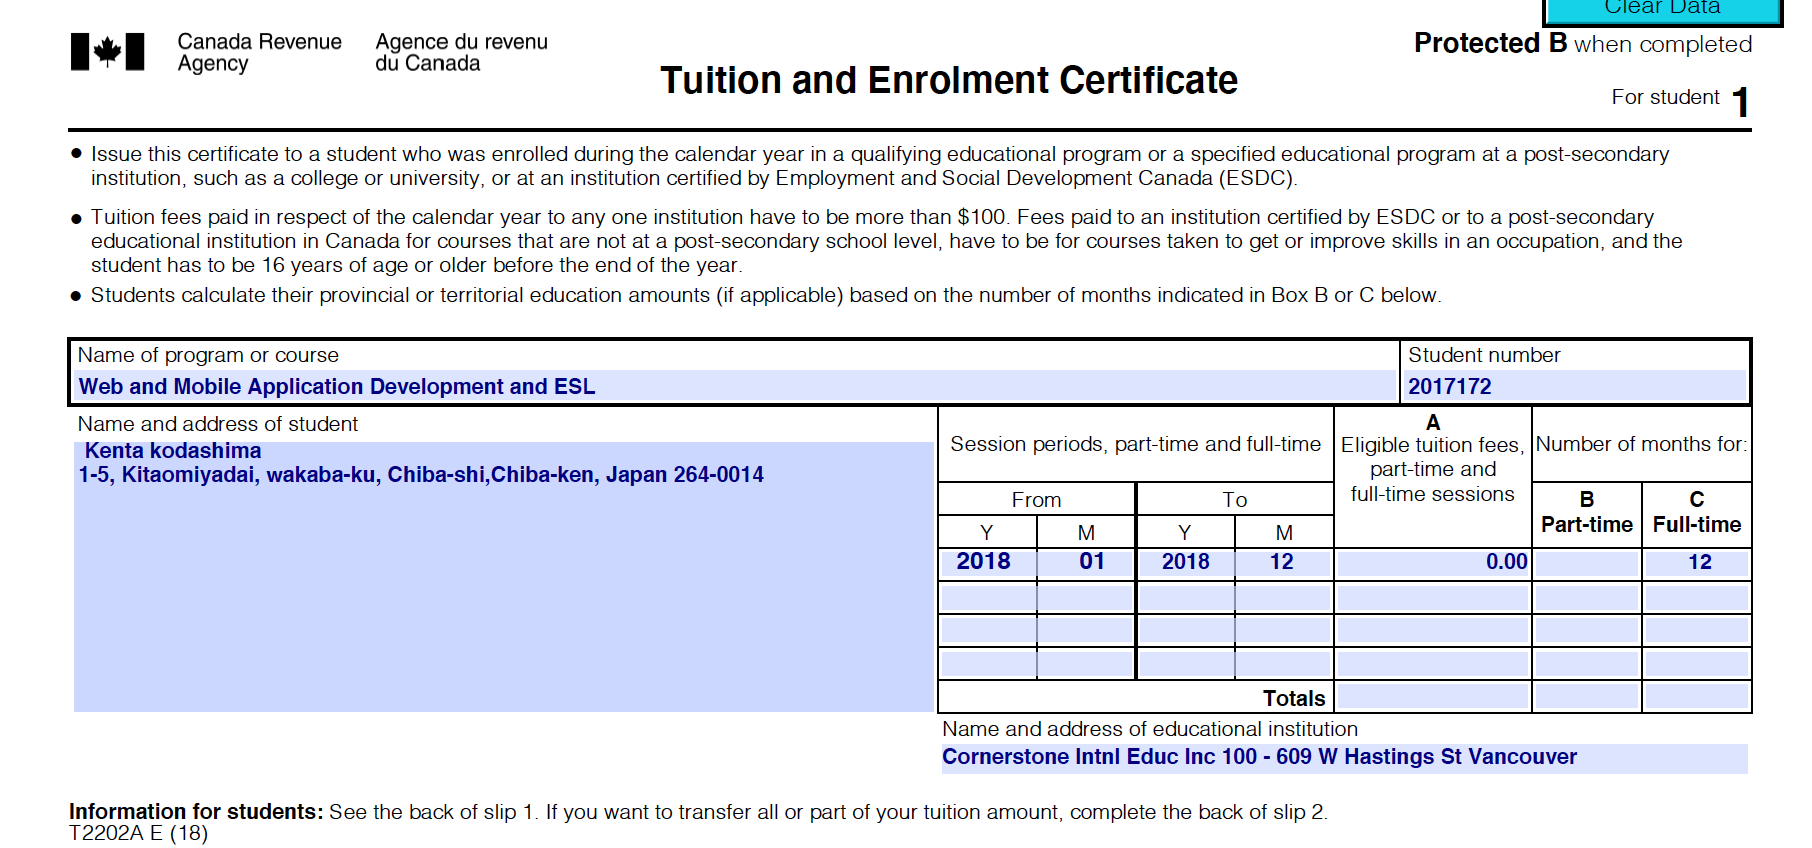 Clear Data
Canada Revenue Agence du revenu
Agency du Canada
Protected B when completed
Tuition and Enrolment Certificate
For student 1
● Issue this certificate to a student who was enrolled during the calendar year in a qualifying educational program or a specified educational program at a post-secondary
institution, such as a college or university, or at an institution certified by Employment and Social Development Canada (ESDC).
● Tuition fees paid in respect of the calendar year to any one institution have to be more than $100. Fees paid to an institution certified by ESDC or to a post-secondary
educational institution in Canada for courses that are not at a post-secondary school level, have to be for courses taken to get or improve skills in an occupation, and the
student has to be 16 years of age or older before the end of the year.
● Students calculate their provincial or territorial education amounts (if applicable) based on the number of months indicated in Box B or C below.
Name of program or course Student number
Web and Mobile Application Development and ESL 2017172
Name and address of student
Kenta kodashima
1-5, Kitaomiyadai, wakaba-ku, Chiba-shi,Chiba-ken, Japan 264-0014
Session periods, part-time and full-time
A
Eligible tuition fees,
part-time and
full-time sessions
Number of months for:
From To
B C
Part-time Full-time
Y M Y M
2018 01 2018 12 0.00 12
Totals
Name and address of educational institution
Cornerstone Intnl Educ Inc 100 - 609 W Hastings St Vancouver
Information for students: See the back of slip 1. If you want to transfer all or part of your tuition amount, complete the back of slip 2.
T2202A E (18)